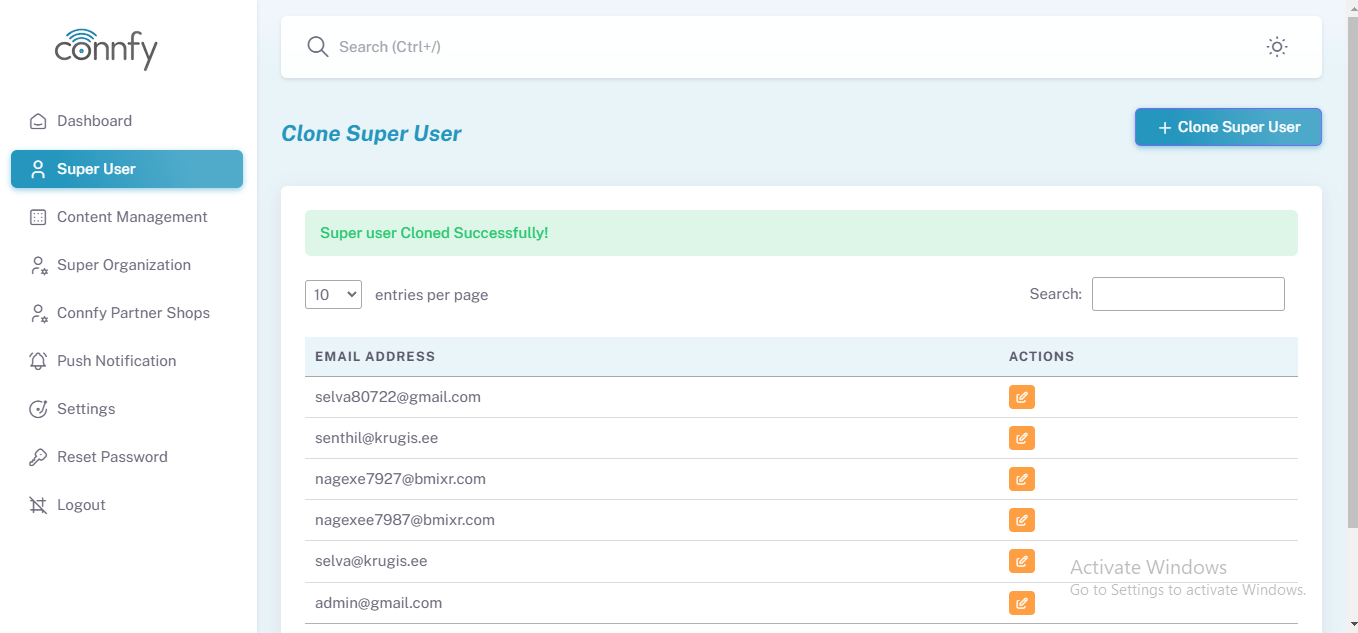 connfy
Search (Ctrl+/)
Dashboard
Super User
Content Management
Super Organization
Connfy Partner Shops
Push Notification
Settings
Reset Password
Logout
Clone Super User
+ Clone Super User
Super user Cloned Successfully!
10 entries per page
Search:
EMAIL ADDRESS ACTIONS
selva80722@gmail.com
senthil@krugis.ee
nagexe7927@bmixr.com
nagexee7987@bmixr.com
selva@krugis.ee
admin@gmail.com
Activate Windows
Go to Settings to activate Windows.